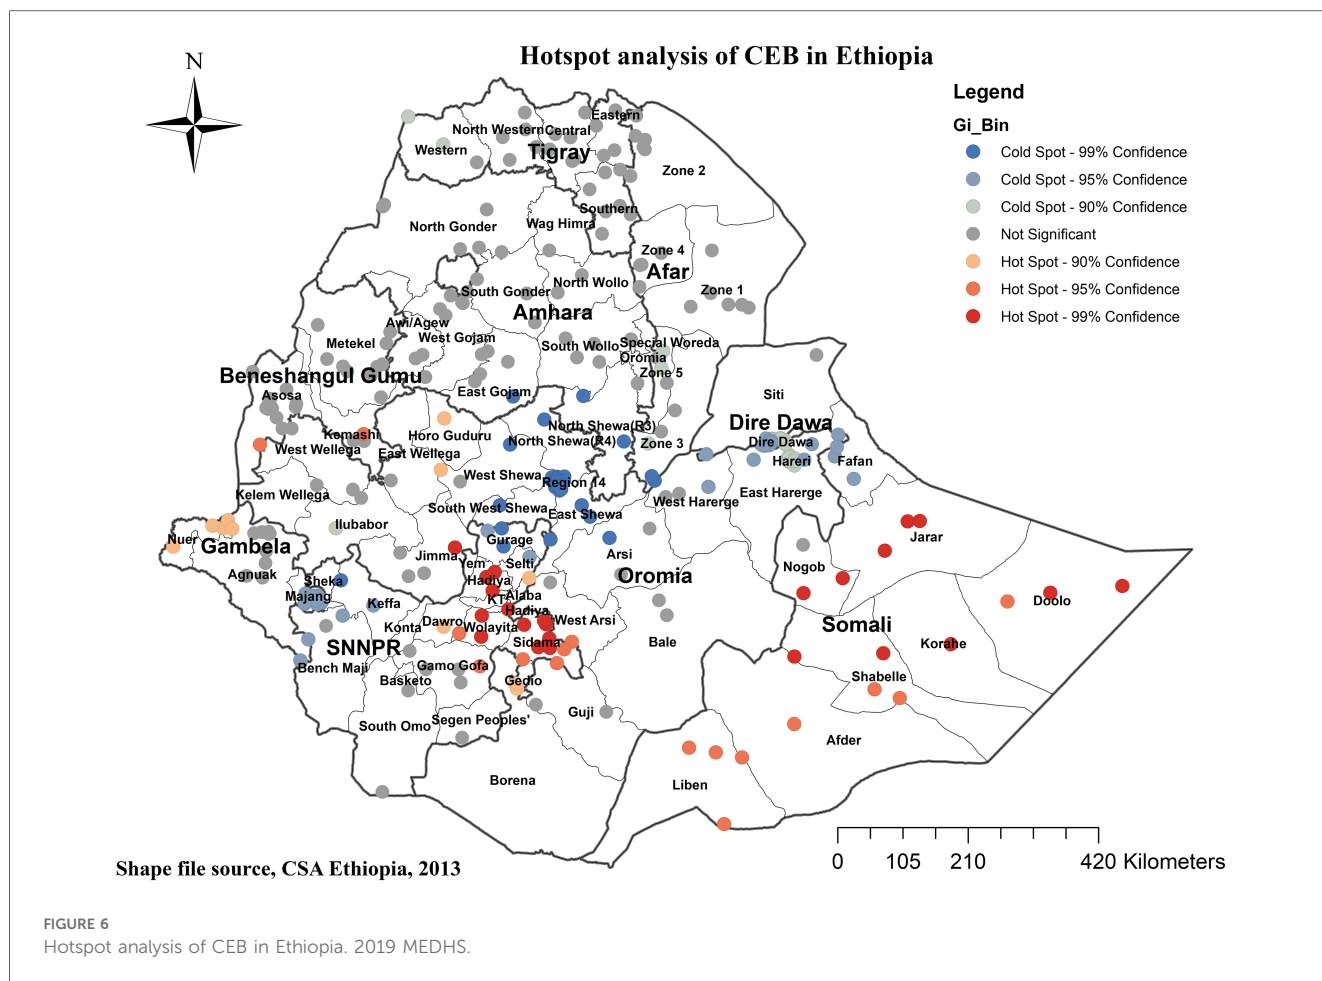 Hotspot analysis of CEB in Ethiopia
N
Legend
Gi_Bin
Cold Spot - 99% Confidence
Cold Spot - 95% Confidence
Cold Spot - 90% Confidence
Not Significant
Hot Spot - 90% Confidence
Hot Spot - 95% Confidence
Hot Spot - 99% Confidence
Eastern
North Western
Central
Western
Tigray
Zone 2
Southern
North Gonder
Wag Himra
Zone 4
Afar
Zone 1
North Wollo
South Gonder
Amhara
Awi/Agew
West Gojam
Metekel
South Wollo
Special Woreda
Oromia
Zone 5
Beneshangul Gumu
Asosa
East Gojam
Siti
Dire Dawa
Dire Dawa
Hareri
Fafan
North Shewa(R3)
North Shewa(R4)
Zone 3
Kamashi
Horo Guduru
West Wellega
East Wellega
West Shewa
Region 14
Kelem Wellega
East Harerge
West Harerge
South West Shewa
East Shewa
Ilubabor
Nuer
Gambela
Gurage
Arsi
Jarar
Agnuak
Jimma
Yem
Selti
Nogob
Oromia
Sheka
Hadiya
Majang
Keffa
KT
Alaba
Hadiya
Doolo
Konta
Dawro
Wolayita
West Arsi
Somali
SNNPR
Sidama
Bale
Korahe
Bench Maji
Gamo Gofa
Basketo
Gedio
Shabelle
South Omo
Segen Peoples'
Guji
Afder
Borena
Liben
0 105 210 420 Kilometers
Shape file source, CSA Ethiopia, 2013
FIGURE 6
Hotspot analysis of CEB in Ethiopia. 2019 MEDHS.